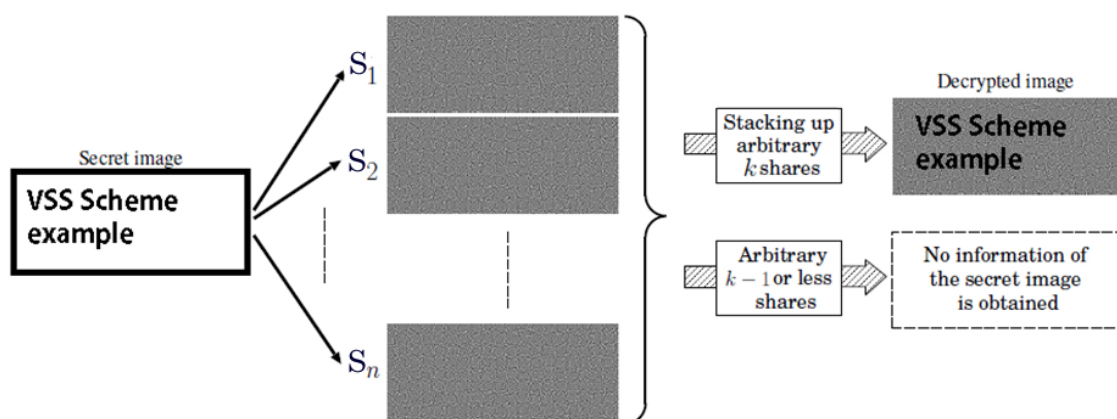 Secret image
VSS Scheme
example
S1
S2
Sn
Stacking up
arbitrary
k shares
Decrypted image
VSS Scheme
example
Arbitrary
k − 1 or less
shares
No information of
the secret image
is obtained